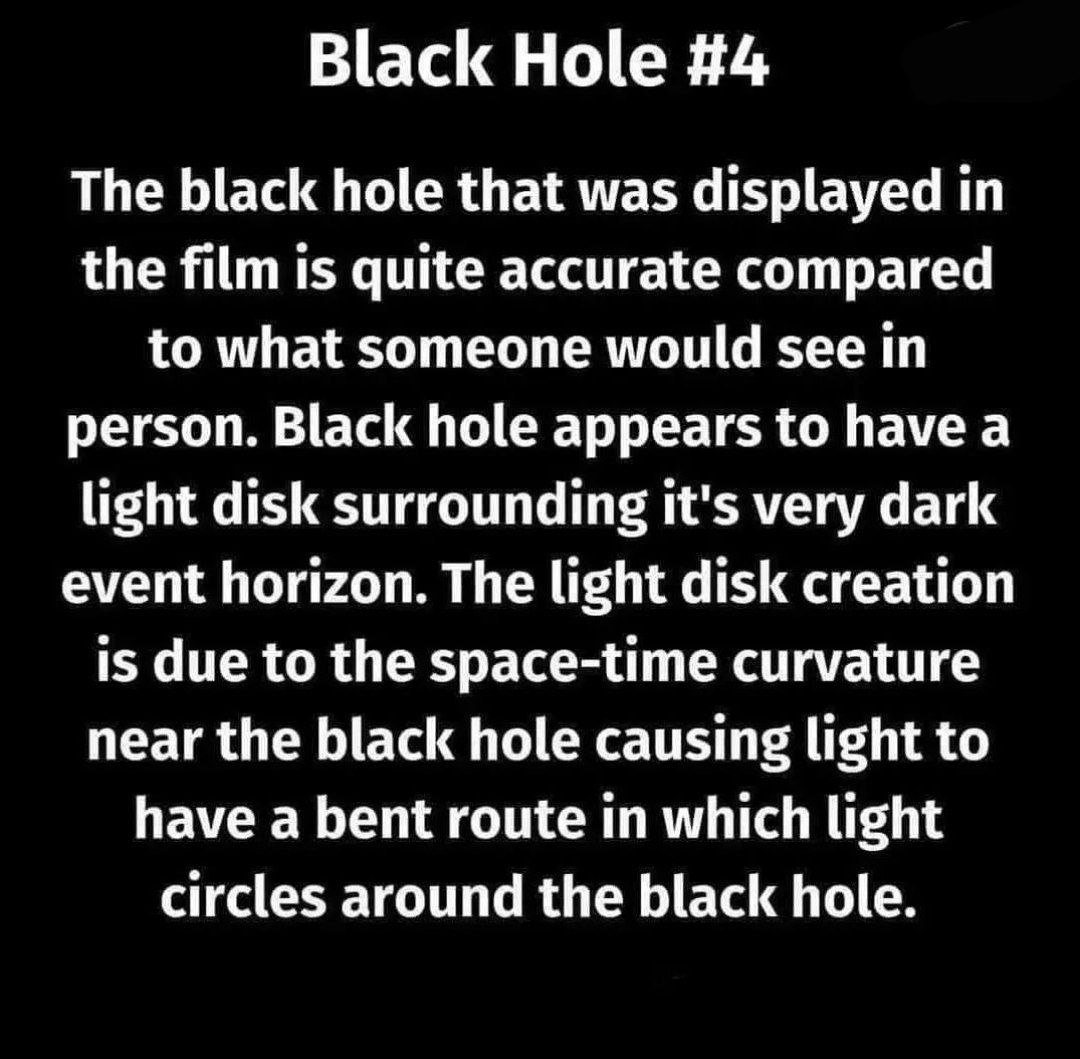 Black Hole #4
The black hole that was displayed in
the film is quite accurate compared
to what someone would see in
person. Black hole appears to have a
light disk surrounding it's very dark
event horizon. The light disk creation
is due to the space-time curvature
near the black hole causing light to
have a bent route in which light
circles around the black hole.